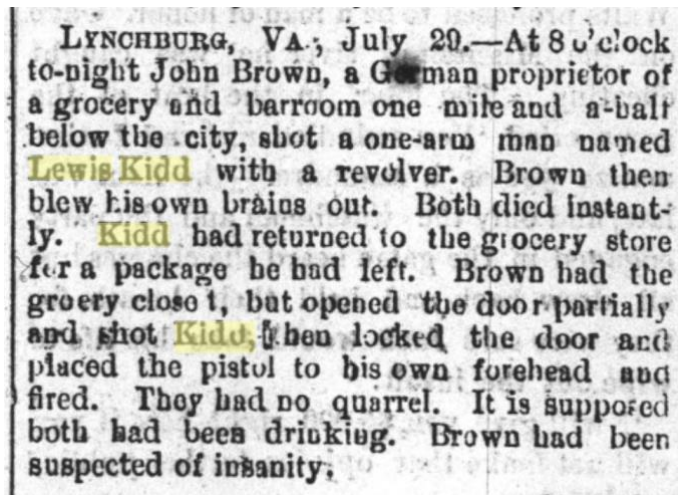 LYNCHBURG, VA., July 29.—At 8 o'clock
to-night John Brown, a German proprietor of
a grocery and barroom one mile and a-half
below the city, shot a one-arm man named
Lewis Kidd with a revolver. Brown then
blew his own brains out. Both died instant-
ly. Kidd had returned to the grocery store
for a package he had left. Brown had the
gro ery close 1, but opened the door partially
and shot Kidd, then locked the door and
placed the pistol to his own forehead and
fired. They had no quarrel. It is supposed
both had been drinking. Brown had been
suspected of insanity.